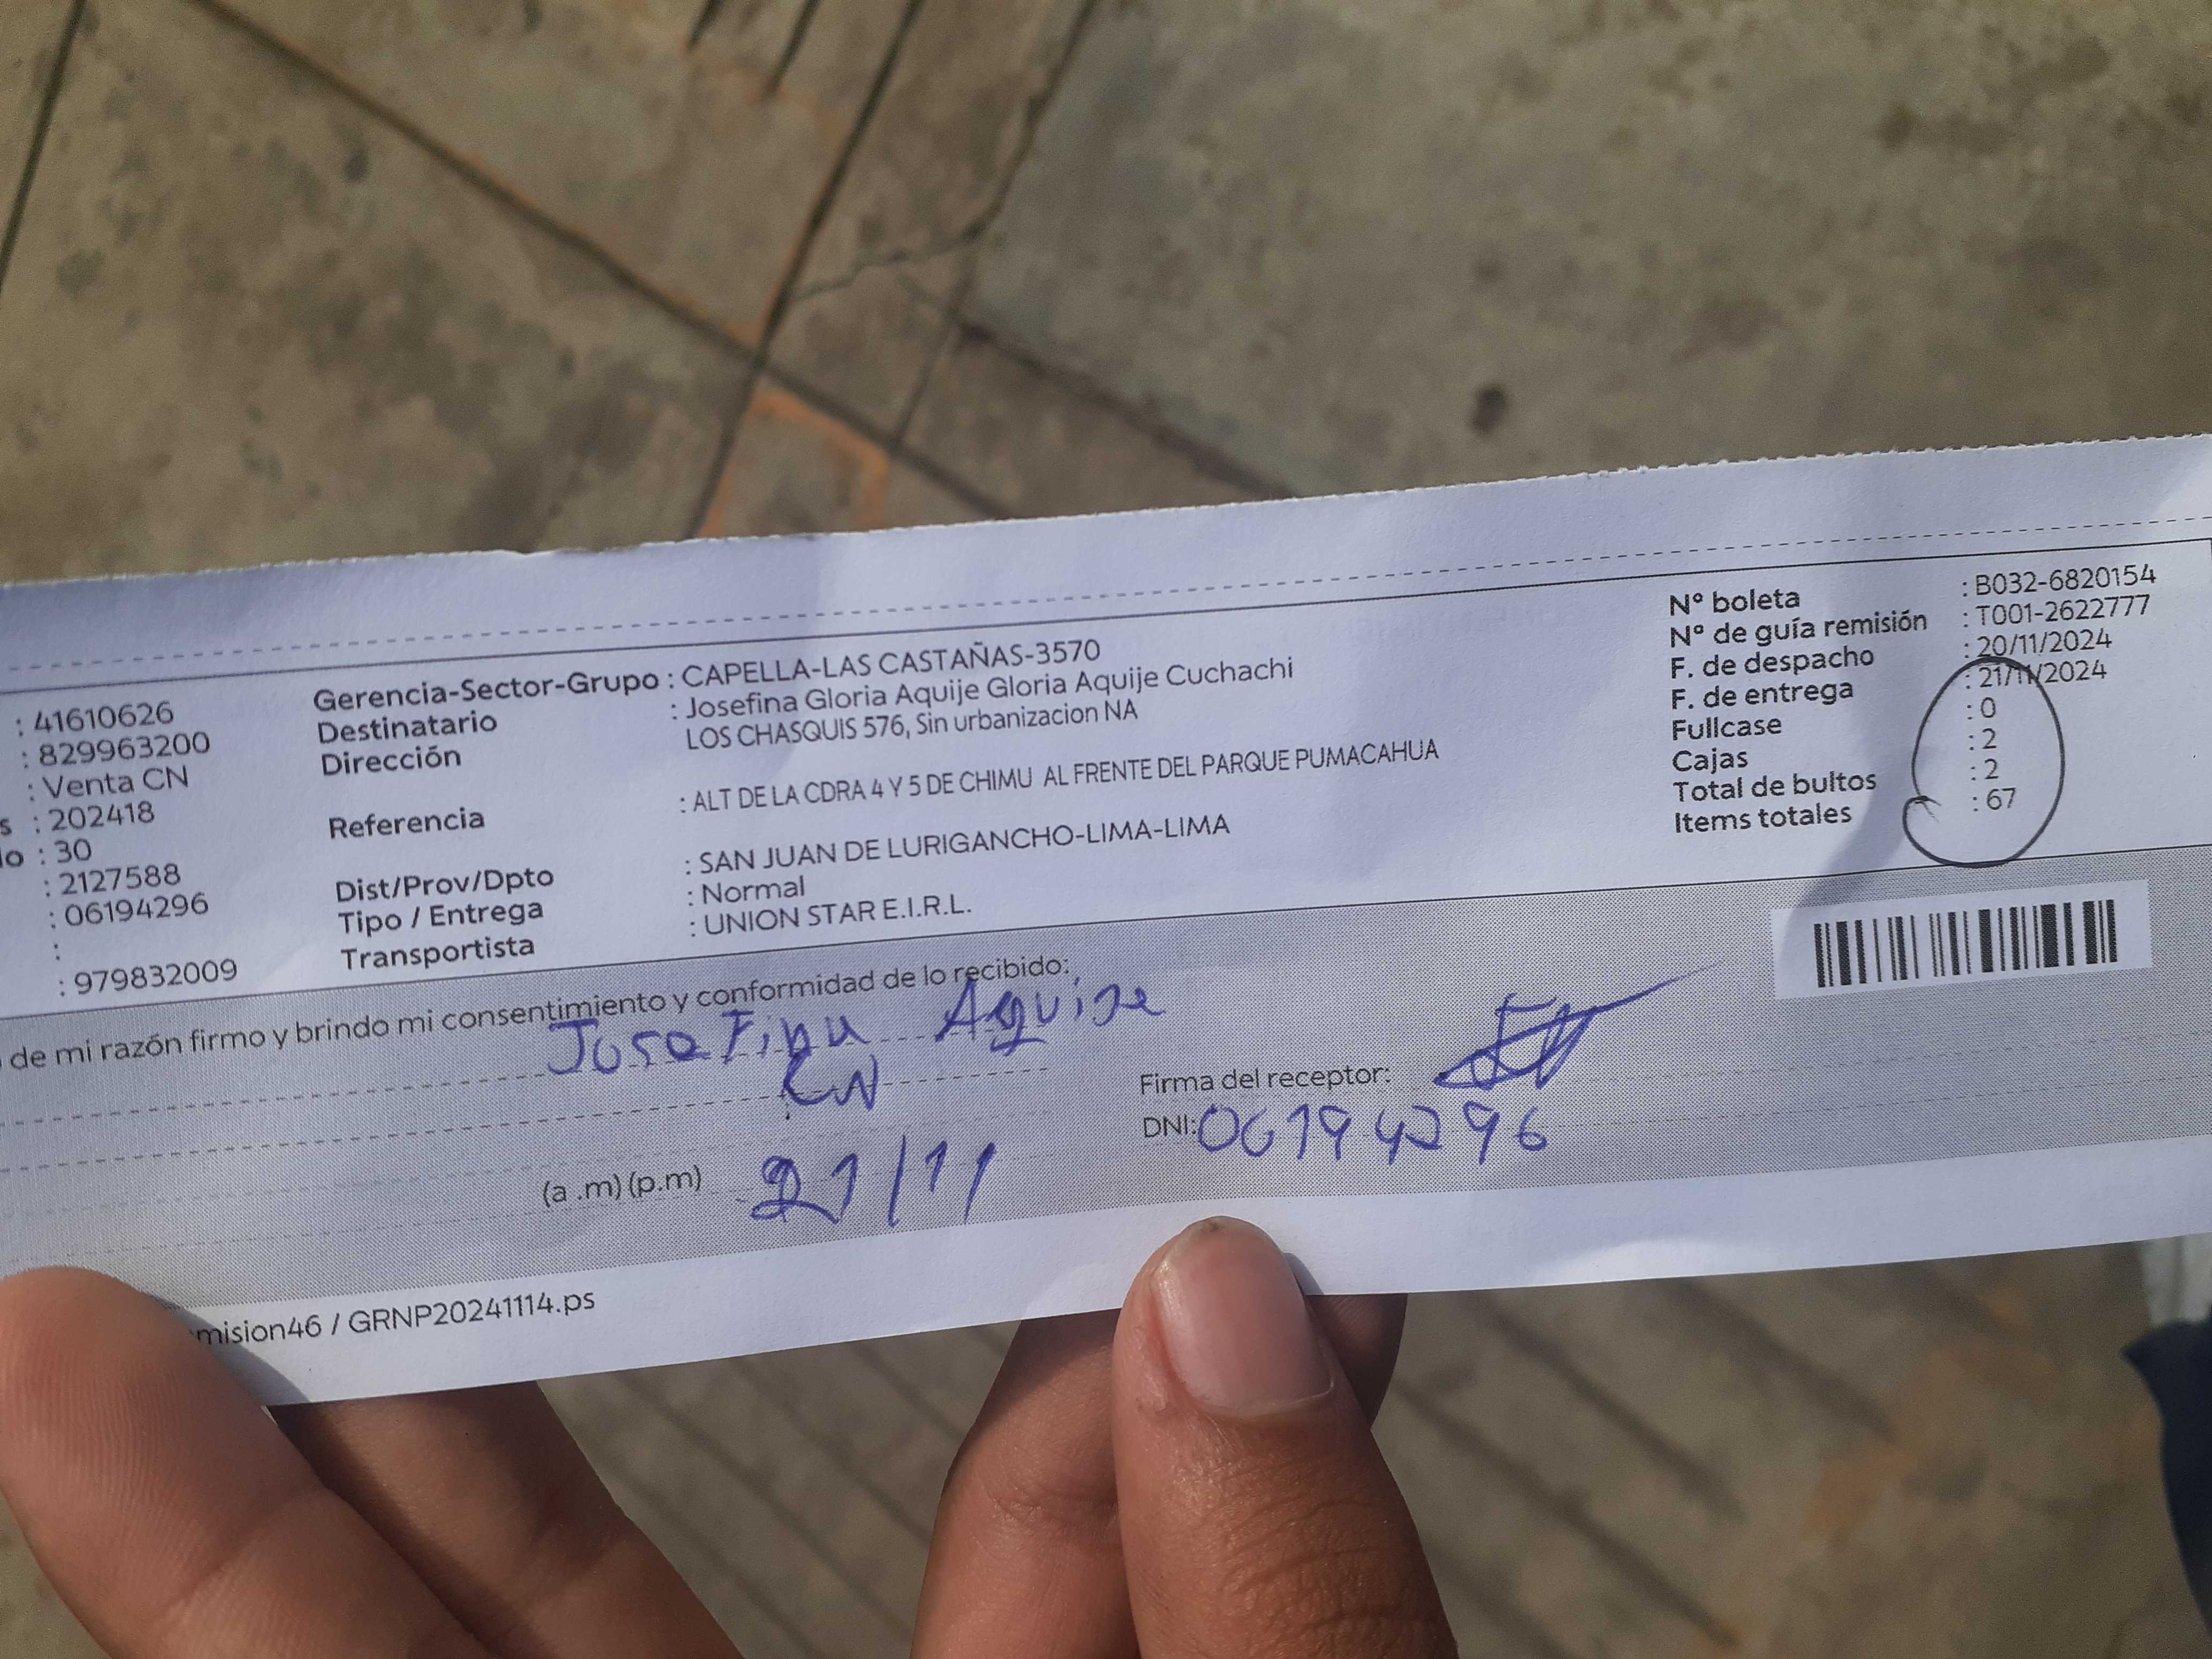 : 41610626
: 829963200
: Venta CN
s : 202418
lo : 30
: 2127588
: 06194296
:
: 979832009
Gerencia-Sector-Grupo : CAPELLA-LAS CASTAÑAS-3570
Destinatario : Josefina Gloria Aquije Gloria Aquije Cuchachi
Dirección LOS CHASQUIS 576, Sin urbanizacion NA
Referencia : ALT DE LA CDRA 4 Y 5 DE CHIMU AL FRENTE DEL PARQUE PUMACAHUA
Dist/Prov/Dpto : SAN JUAN DE LURIGANCHO-LIMA-LIMA
Tipo / Entrega : Normal
Transportista : UNION STAR E.I.R.L.
N° boleta : B032-6820154
N° de guía remisión : T001-2622777
F. de despacho : 20/11/2024
F. de entrega : 21/11/2024
Fullcase : 0
Cajas : 2
Total de bultos : 2
Items totales : 67
de mi razón firmo y brindo mi consentimiento y conformidad de lo recibido:
Josefina Aquije
CN
Firma del receptor:
DNI: 06194296
(a .m) (p.m) 21/11
mision46 / GRNP20241114.ps